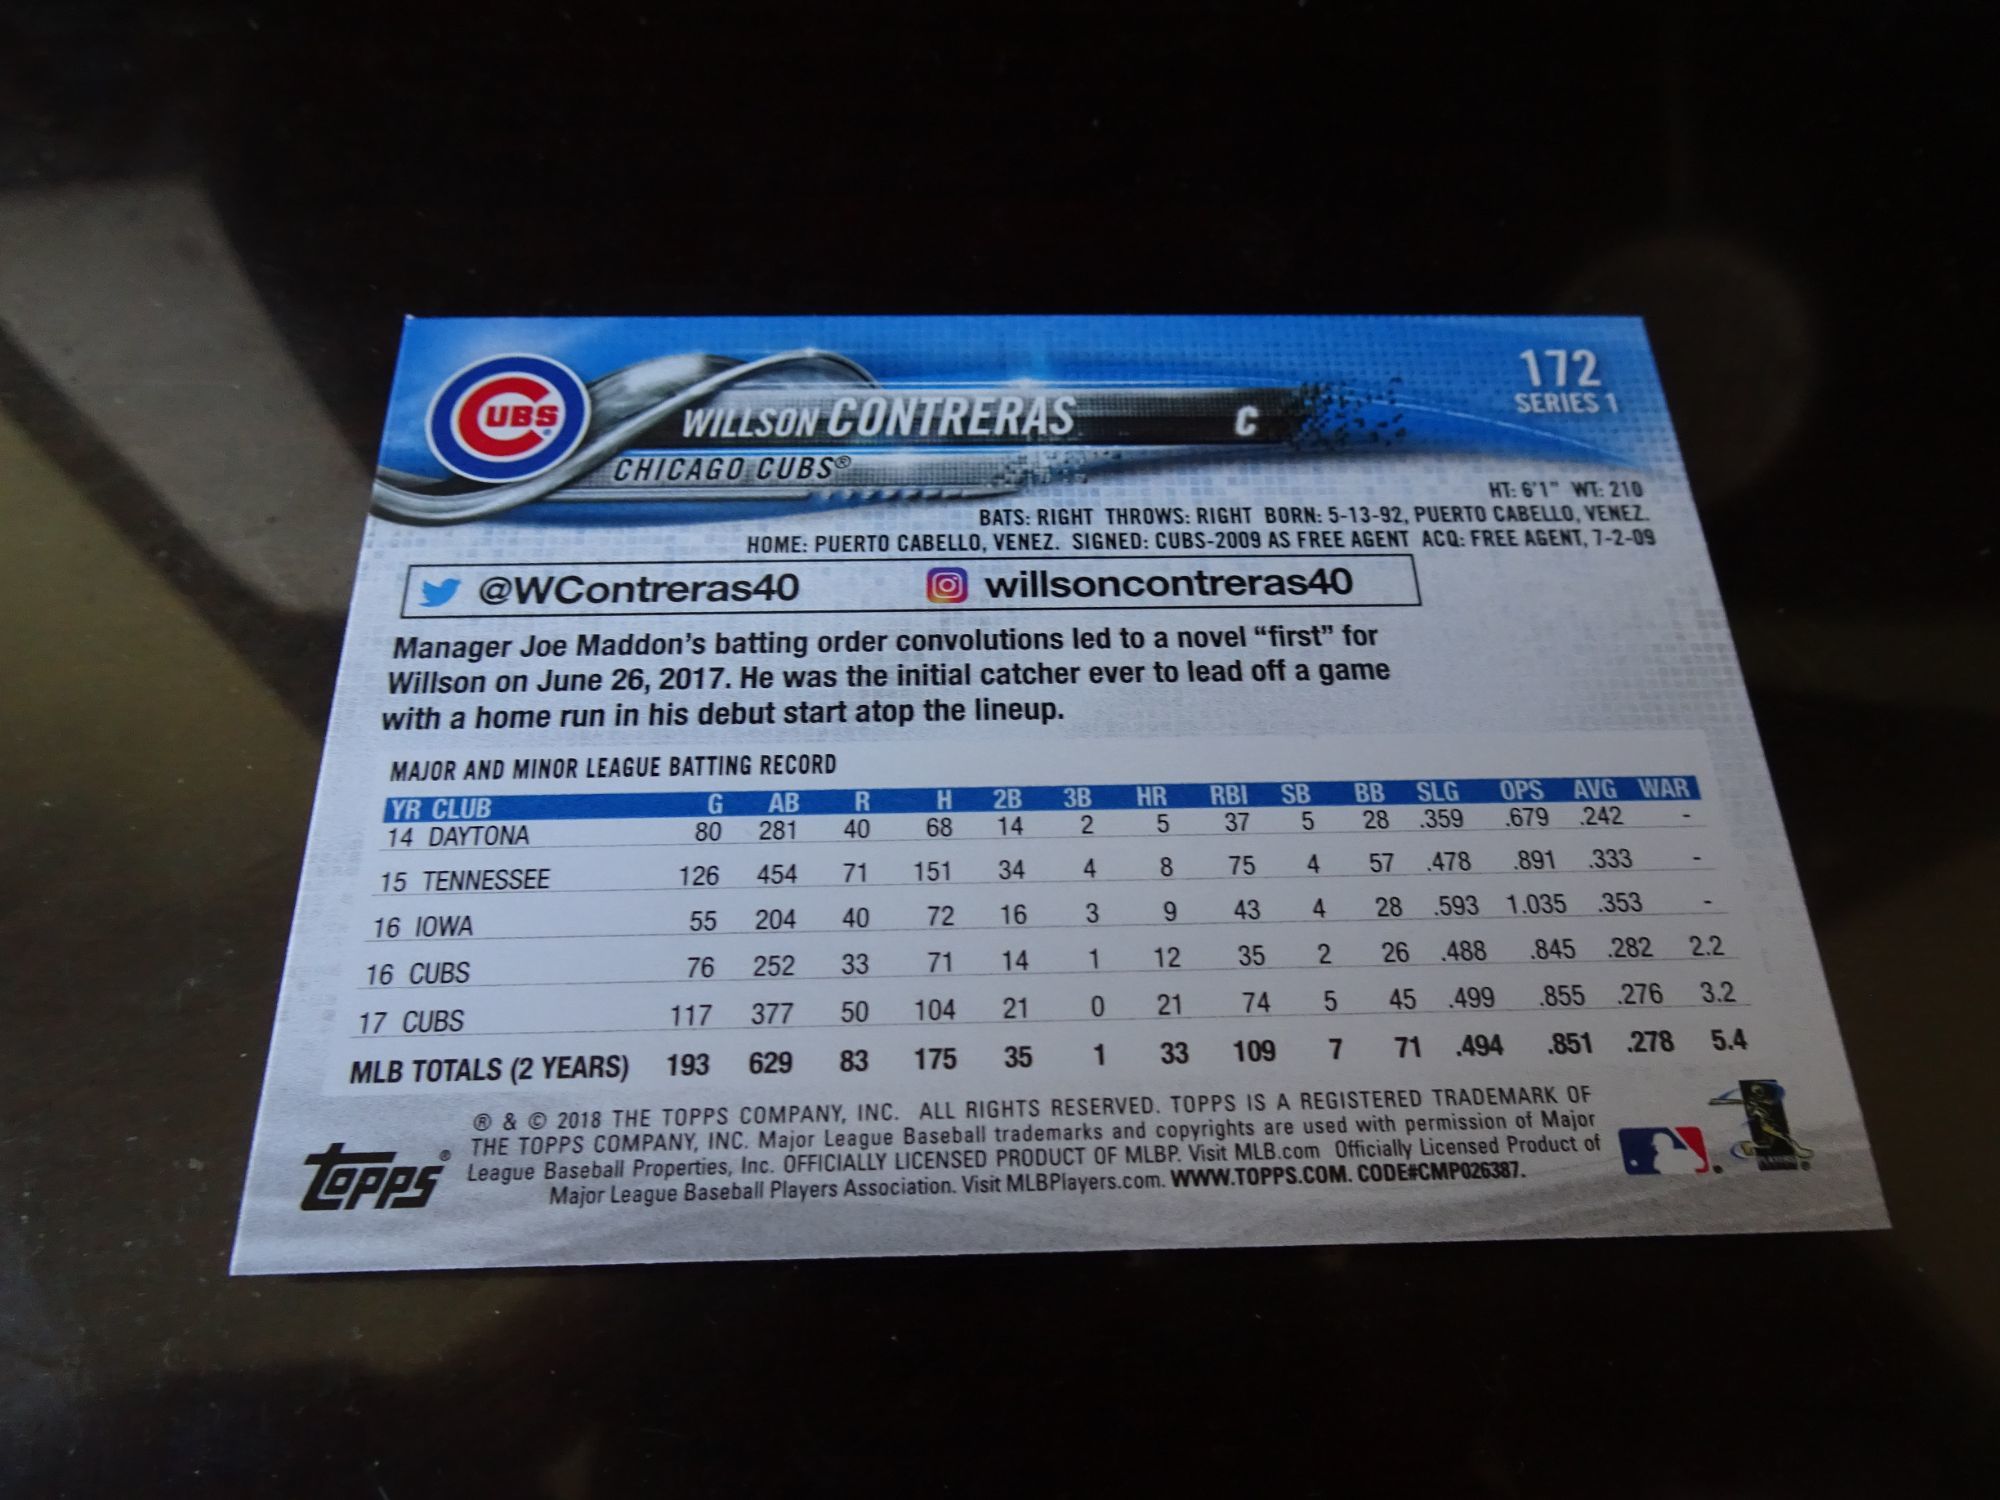 172
SERIES 1
CUBS
WILLSON CONTRERAS C
CHICAGO CUBS®
HT: 6'1" WT: 210
BATS: RIGHT THROWS: RIGHT BORN: 5-13-92, PUERTO CABELLO, VENEZ.
HOME: PUERTO CABELLO, VENEZ. SIGNED: CUBS-2009 AS FREE AGENT ACQ: FREE AGENT, 7-2-09
@WContreras40 willsoncontreras40
Manager Joe Maddon's batting order convolutions led to a novel “first” for
Willson on June 26, 2017. He was the initial catcher ever to lead off a game
with a home run in his debut start atop the lineup.
MAJOR AND MINOR LEAGUE BATTING RECORD
YR CLUB G AB R H 2B 3B HR RBI SB BB SLG OPS AVG WAR
14 DAYTONA 80 281 40 68 14 2 5 37 5 28 .359 .679 .242 -
15 TENNESSEE 126 454 71 151 34 4 8 75 4 57 .478 .891 .333 -
16 IOWA 55 204 40 72 16 3 9 43 4 28 .593 1.035 .353 -
16 CUBS 76 252 33 71 14 1 12 35 2 26 .488 .845 .282 2.2
17 CUBS 117 377 50 104 21 0 21 74 5 45 .499 .855 .276 3.2
MLB TOTALS (2 YEARS) 193 629 83 175 35 1 33 109 7 71 .494 .851 .278 5.4
® & © 2018 THE TOPPS COMPANY, INC. ALL RIGHTS RESERVED. TOPPS IS A REGISTERED TRADEMARK OF
THE TOPPS COMPANY, INC. Major League Baseball trademarks and copyrights are used with permission of Major
League Baseball Properties, Inc. OFFICIALLY LICENSED PRODUCT OF MLBP. Visit MLB.com Officially Licensed Product of
Major League Baseball Players Association. Visit MLBPlayers.com. WWW.TOPPS.COM. CODE#CMP026387.
TOPPS®